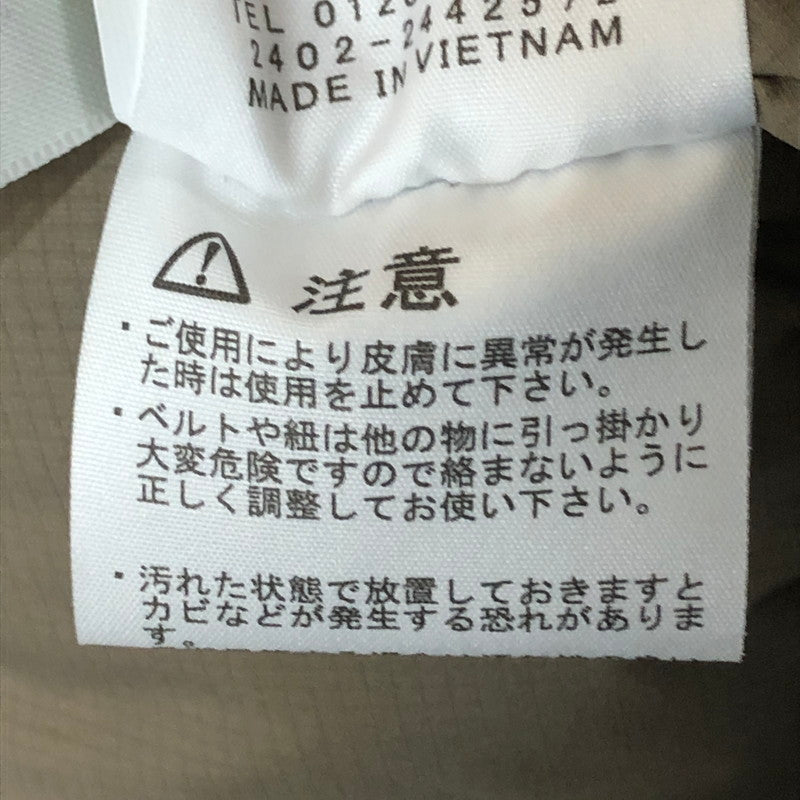 TEL
2402-24
MADE IN VIETNAM
注意
・ご使用により皮膚に異常が発生し
た時は使用を止めて下さい。
・ベルトや紐は他の物に引っ掛かり
大変危険ですので絡まないように
正しく調整してお使い下さい。
・汚れた状態で放置しておきますと
カビなどが発生する恐れがありま
す。